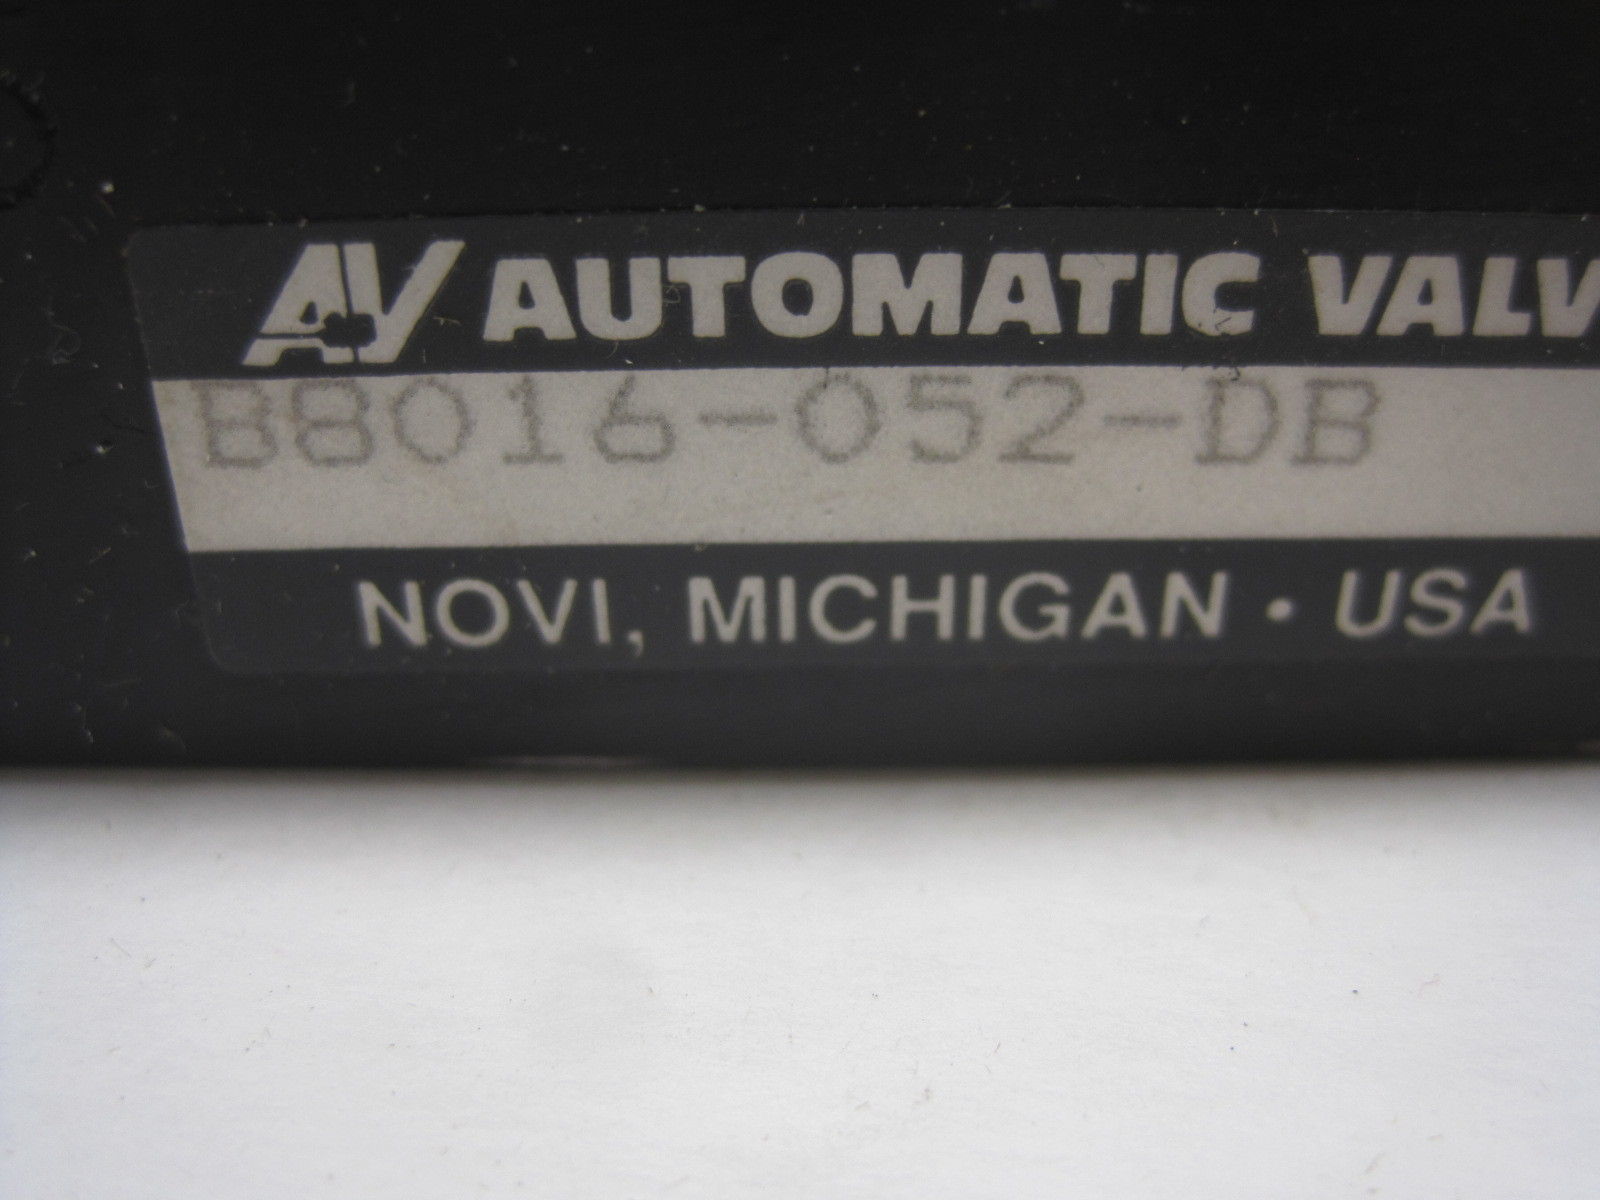 AV AUTOMATIC VALV
B8016-052-DB
NOVI, MICHIGAN • USA